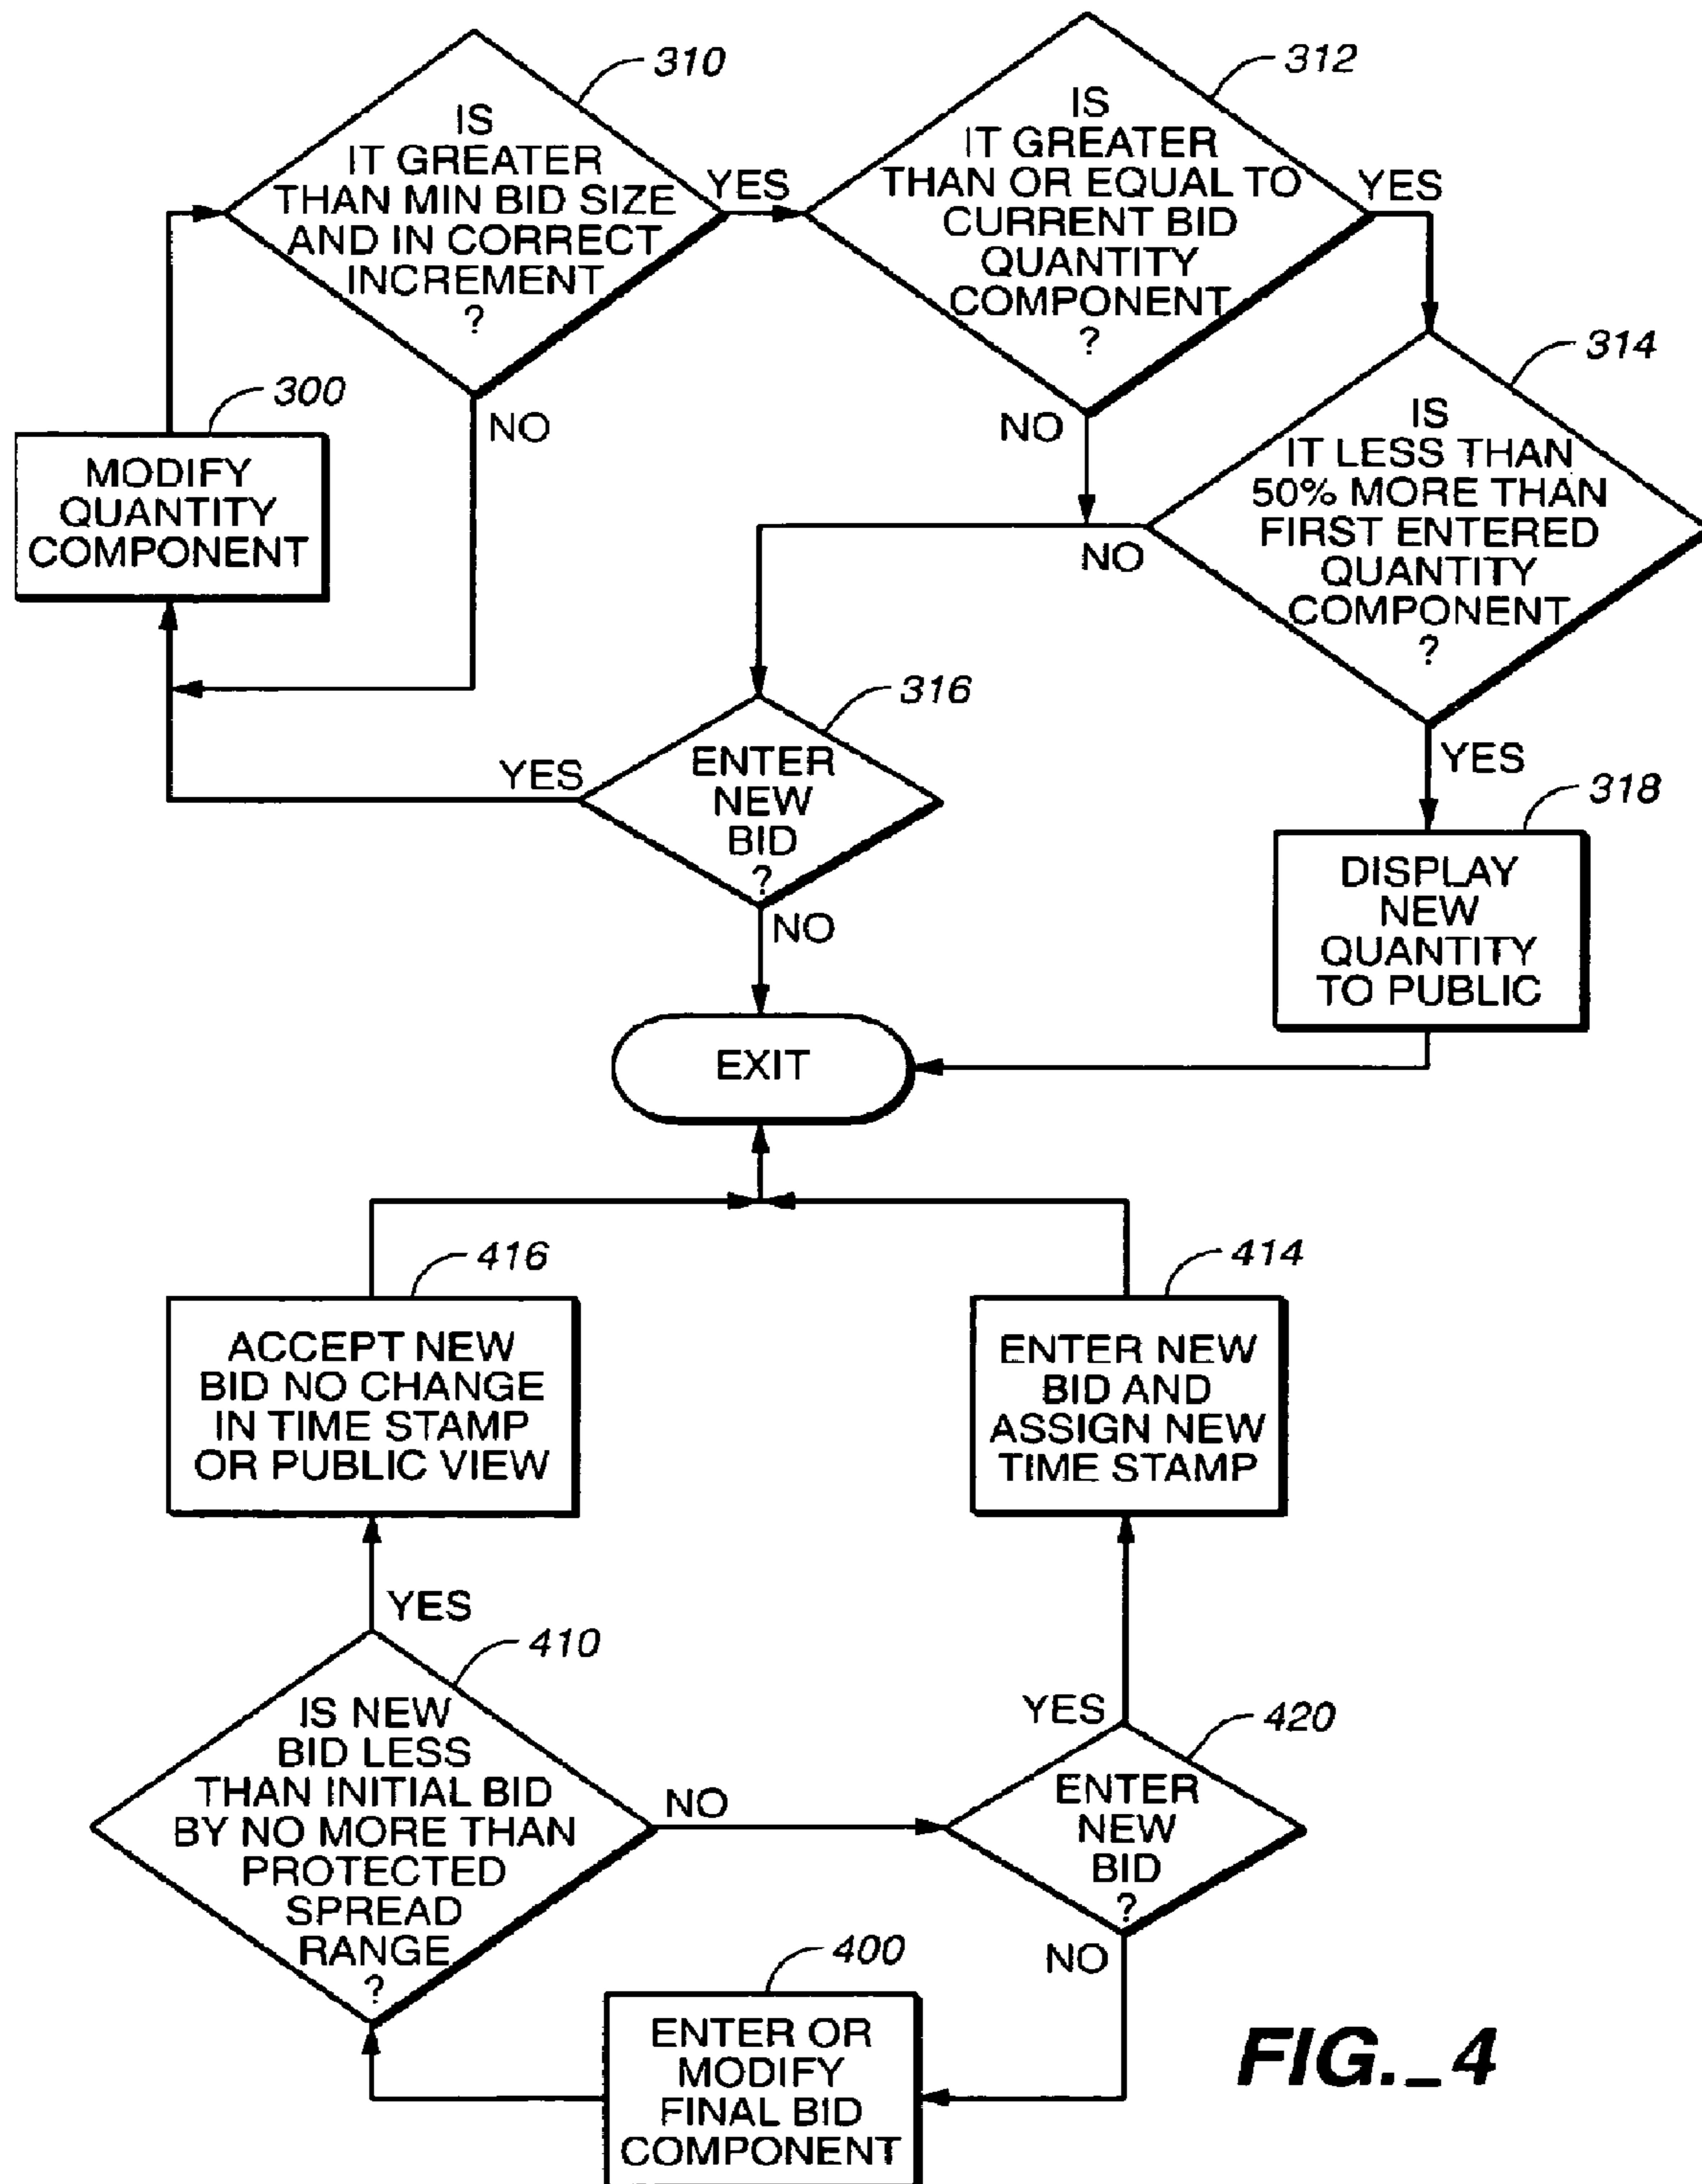 310
IS
IT GREATER
THAN MIN BID SIZE
AND IN CORRECT
INCREMENT
?
YES
NO
312
IS
IT GREATER
THAN OR EQUAL TO
CURRENT BID
QUANTITY
COMPONENT
?
YES
NO
300
MODIFY
QUANTITY
COMPONENT
314
IS
IT LESS THAN
50% MORE THAN
FIRST ENTERED
QUANTITY
COMPONENT
?
NO
YES
316
ENTER
NEW
BID
?
YES
NO
318
DISPLAY
NEW
QUANTITY
TO PUBLIC
EXIT
416
ACCEPT NEW
BID NO CHANGE
IN TIME STAMP
OR PUBLIC VIEW
414
ENTER NEW
BID AND
ASSIGN NEW
TIME STAMP
YES
410
IS NEW
BID LESS
THAN INITIAL BID
BY NO MORE THAN
PROTECTED
SPREAD
RANGE
?
NO
YES
420
ENTER
NEW
BID
?
NO
400
ENTER OR
MODIFY
FINAL BID
COMPONENT
FIG._4